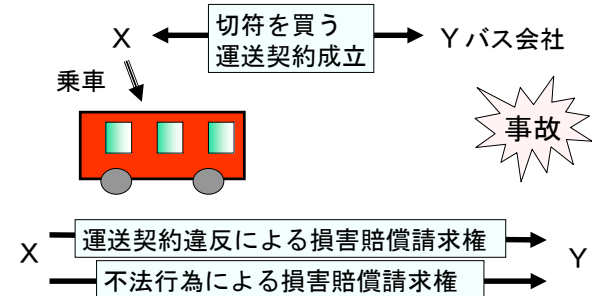 切符を買う
X
運送契約成立
Yバス会社
乗車
事故
運送契約違反による損害賠償請求権
X
Y
不法行為による損害賠償請求権